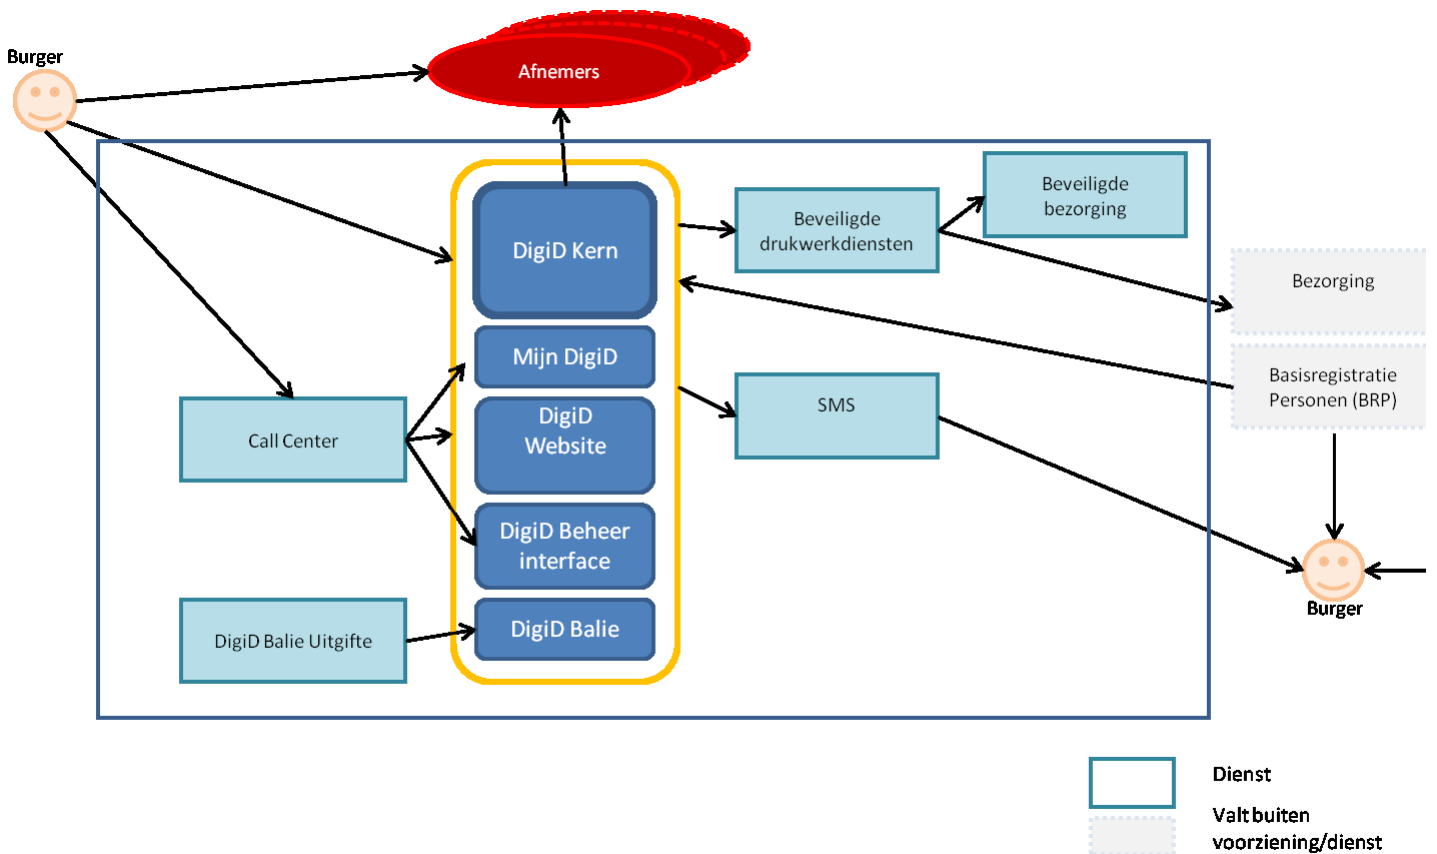 Burger
Afnemers
Beveiligde
bezorging
Beveiligde
drukwerkdiensten
DigiD Kern
Bezorging
Mijn DigiD
Basisregistratie
Personen (BRP)
SMS
DigiD
Website
Call Center
DigiD Beheer
interface
Burger
DigiD Balie
DigiD Balie Uitgifte
Dienst
Valt buiten
voorziening/dienst